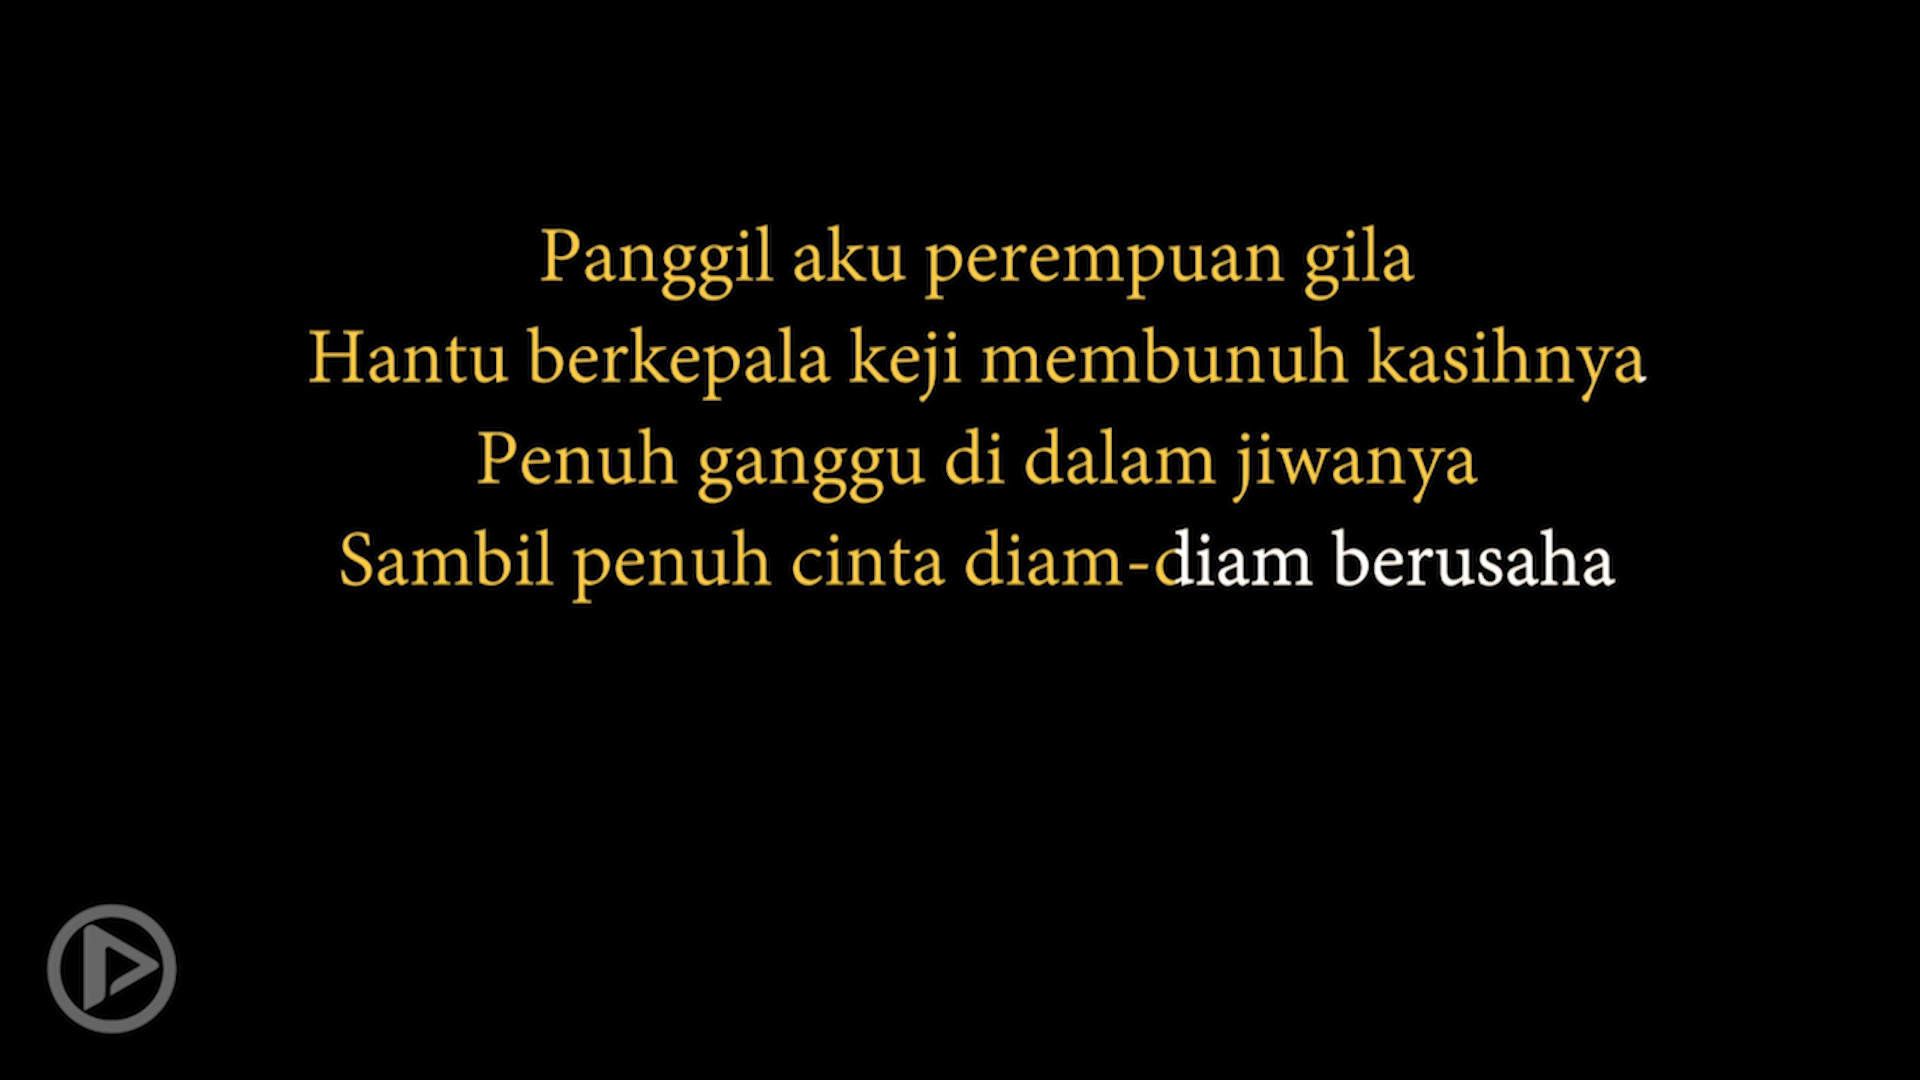 Panggil aku perempuan gila
Hantu berkepala keji membunuh kasihnya
Penuh ganggu di dalam jiwanya
Sambil penuh cinta diam-diam berusaha